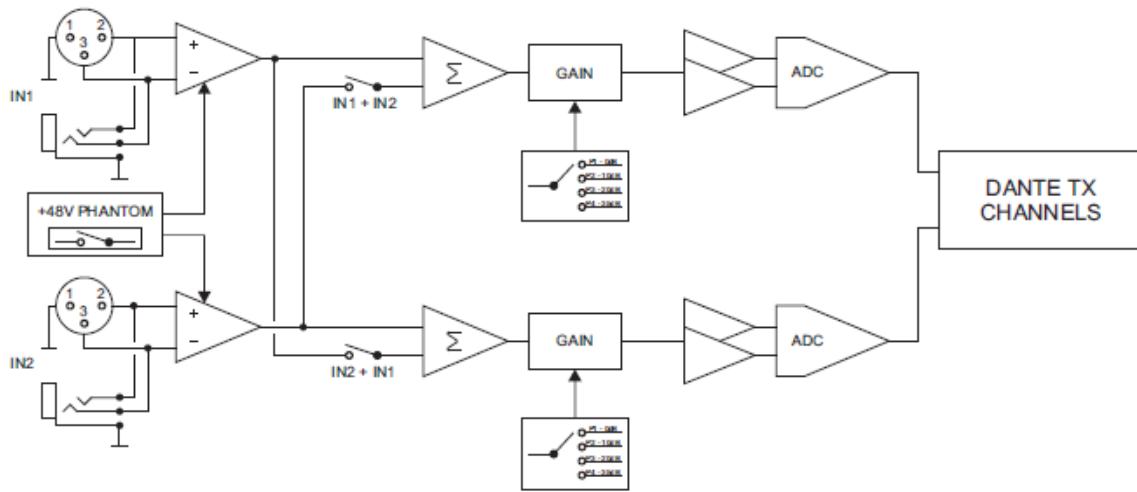 1 2
3
IN1
+48V PHANTOM
1 2
3
IN2
+
−
+
−
IN1 + IN2
IN2 + IN1
Σ
GAIN
Σ
GAIN
ADC
ADC
DANTE TX
CHANNELS